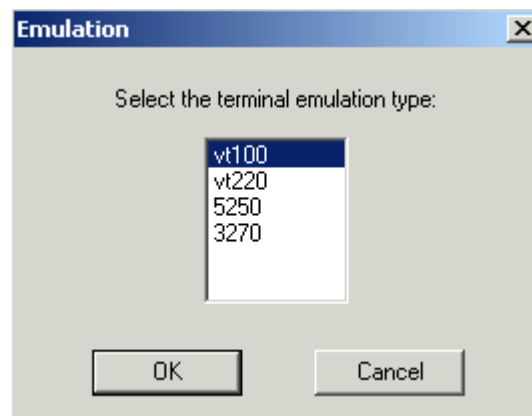 Emulation
Select the terminal emulation type:
vt100
vt220
5250
3270
OK Cancel